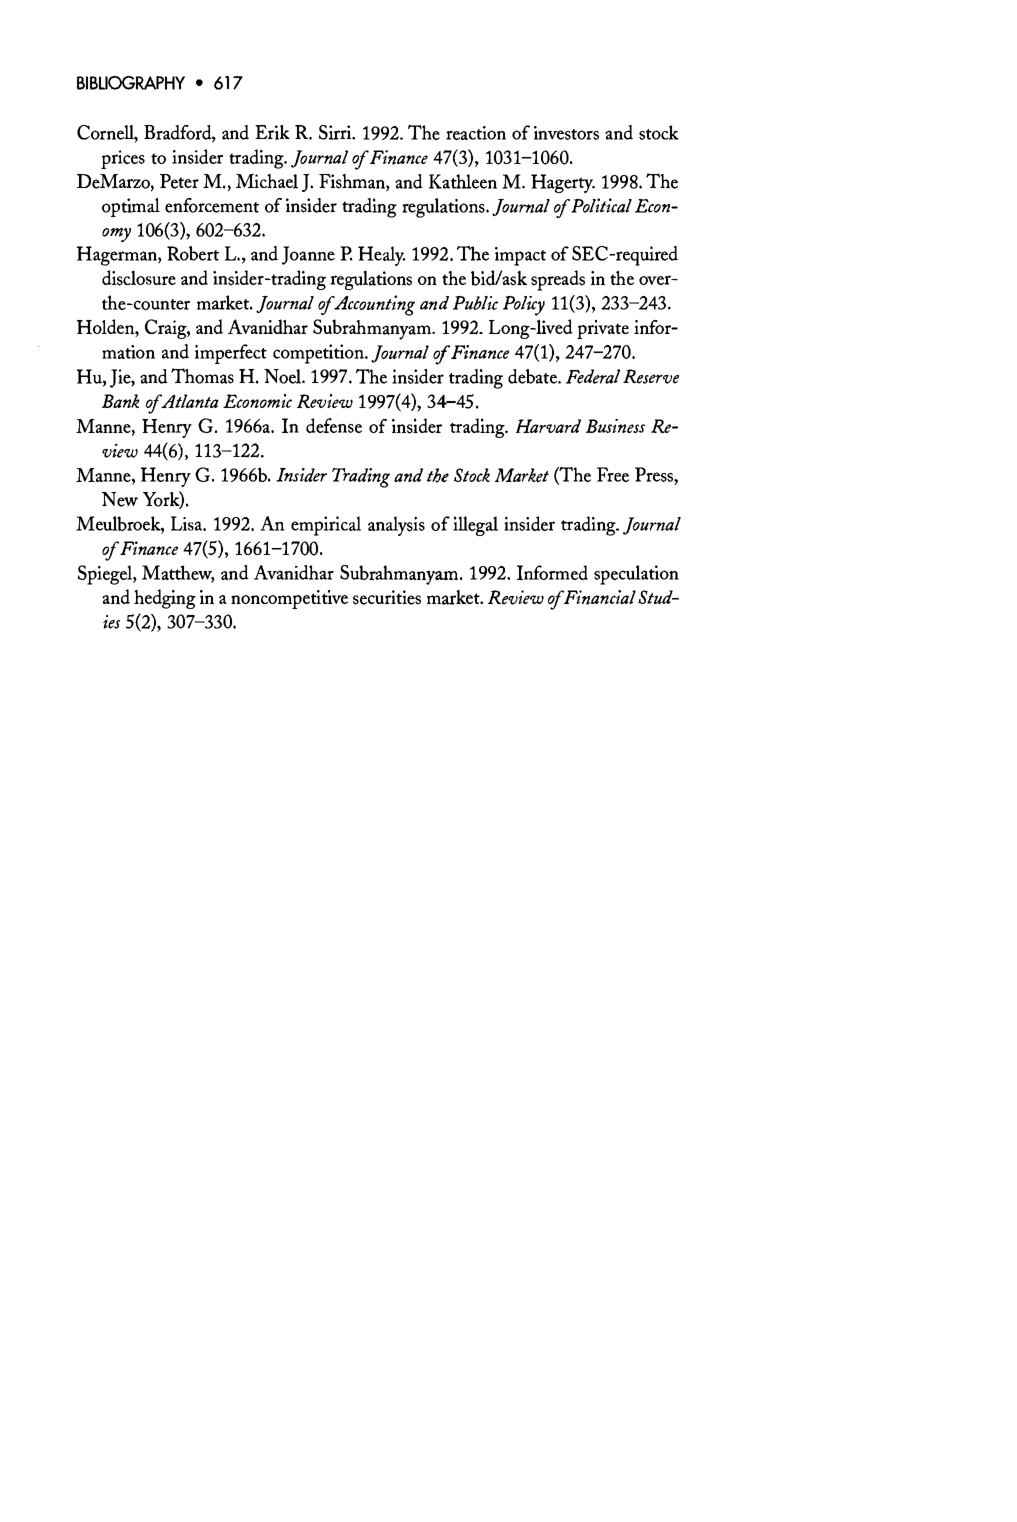 BIBLIOGRAPHY • 617
Cornell, Bradford, and Erik R. Sirri. 1992. The reaction of investors and stock
prices to insider trading. Journal of Finance 47(3), 1031–1060.
DeMarzo, Peter M., Michael J. Fishman, and Kathleen M. Hagerty. 1998. The
optimal enforcement of insider trading regulations. Journal of Political Econ-
omy 106(3), 602–632.
Hagerman, Robert L., and Joanne P. Healy. 1992. The impact of SEC-required
disclosure and insider-trading regulations on the bid/ask spreads in the over-
the-counter market. Journal of Accounting and Public Policy 11(3), 233–243.
Holden, Craig, and Avanidhar Subrahmanyam. 1992. Long-lived private infor-
mation and imperfect competition. Journal of Finance 47(1), 247–270.
Hu, Jie, and Thomas H. Noel. 1997. The insider trading debate. Federal Reserve
Bank of Atlanta Economic Review 1997(4), 34–45.
Manne, Henry G. 1966a. In defense of insider trading. Harvard Business Re-
view 44(6), 113–122.
Manne, Henry G. 1966b. Insider Trading and the Stock Market (The Free Press,
New York).
Meulbroek, Lisa. 1992. An empirical analysis of illegal insider trading. Journal
of Finance 47(5), 1661–1700.
Spiegel, Matthew, and Avanidhar Subrahmanyam. 1992. Informed speculation
and hedging in a noncompetitive securities market. Review of Financial Stud-
ies 5(2), 307–330.